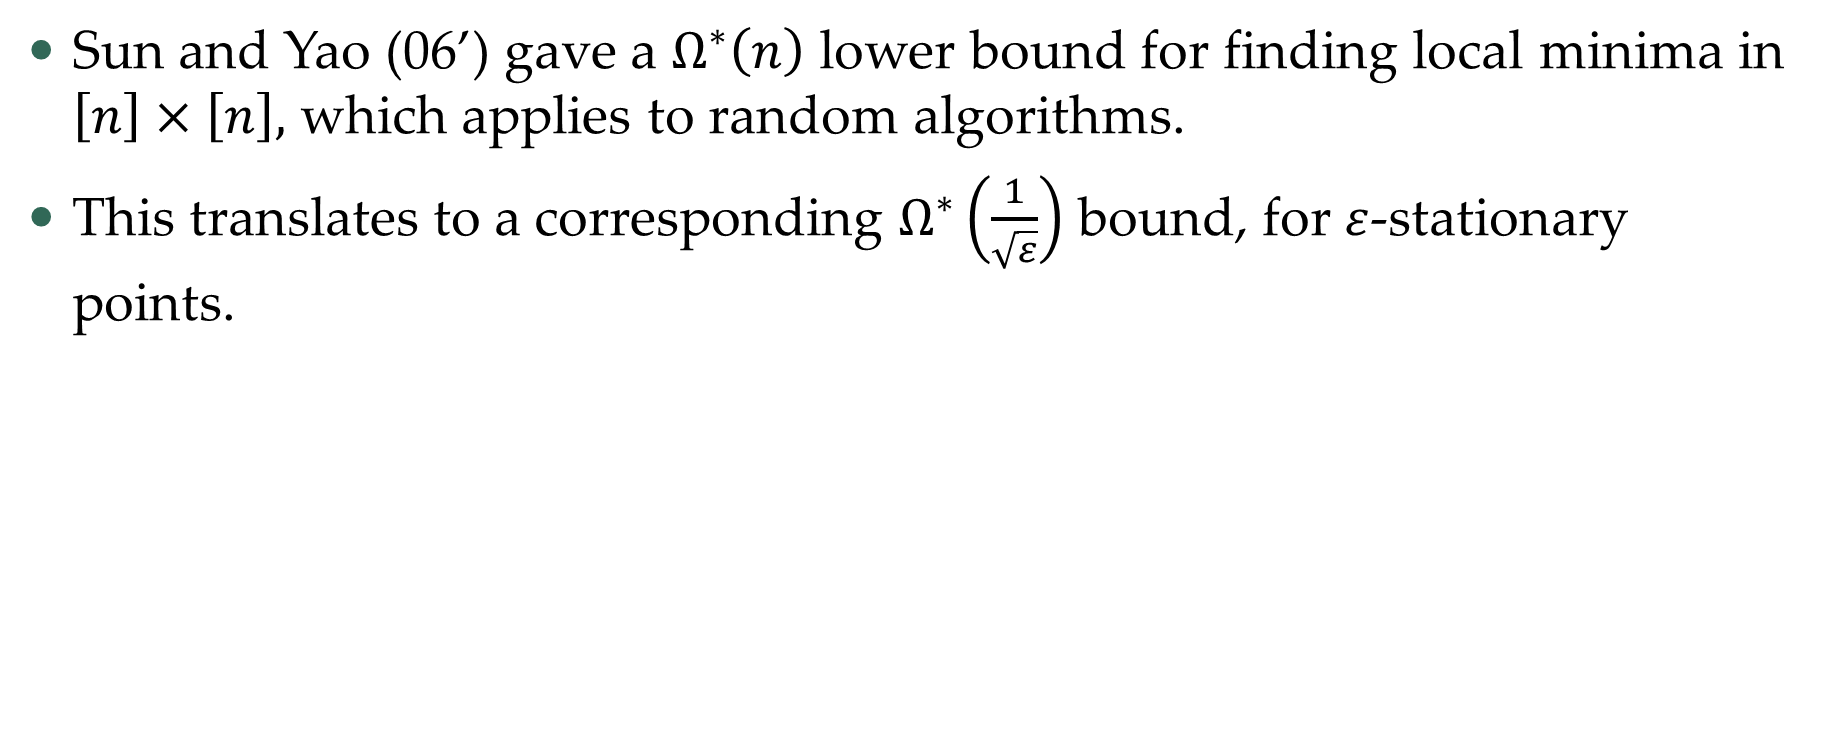 • Sun and Yao (06′) gave a Ω*(n) lower bound for finding local minima in
[n] × [n], which applies to random algorithms.
• This translates to a corresponding Ω*(1/√ε) bound, for ε-stationary
points.